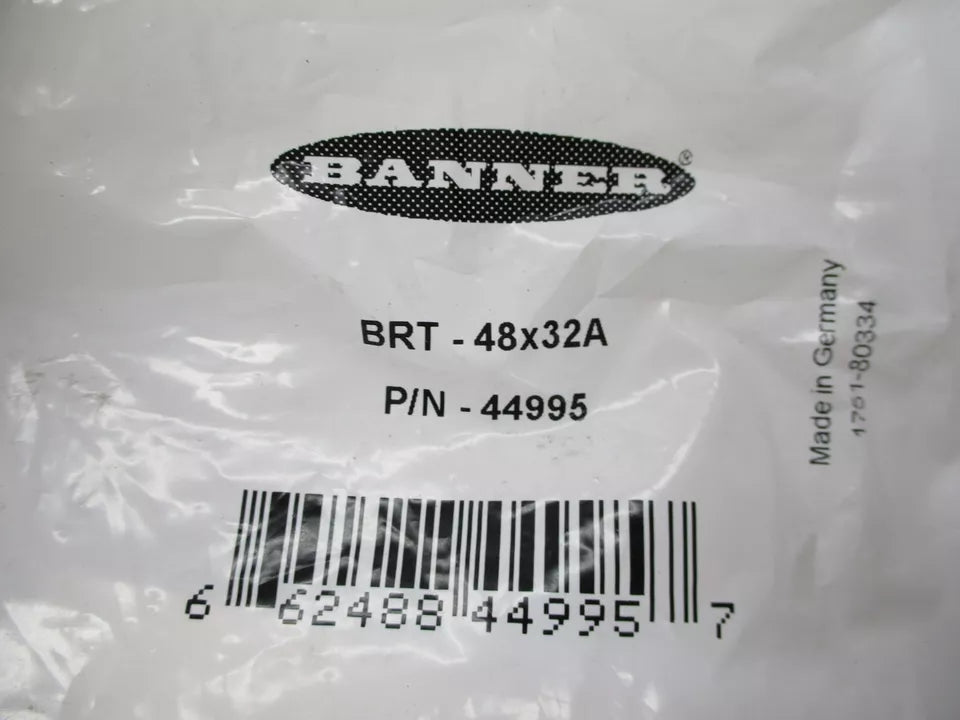 BANNER®
BRT - 48x32A
P/N - 44995
Made in Germany
1761-80334
6 62488 44995 7